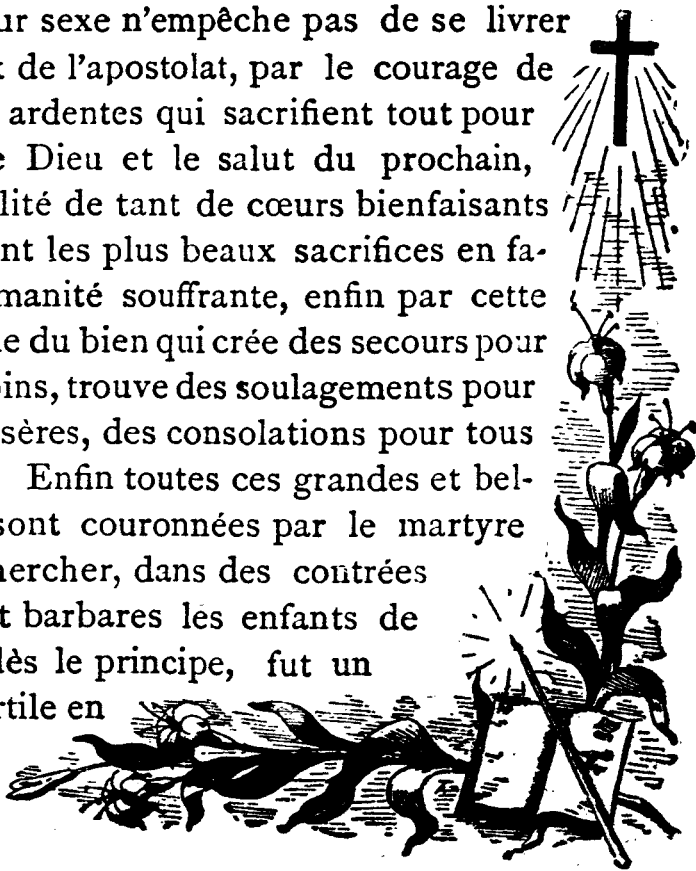 ur sexe n'empêche pas de se livrer
de l'apostolat, par le courage de
ardentes qui sacrifient tout pour
Dieu et le salut du prochain,
lité de tant de cœurs bienfaisants
nt les plus beaux sacrifices en fa-
manité souffrante, enfin par cette
e du bien qui crée des secours pour
oins, trouve des soulagements pour
sères, des consolations pour tous
Enfin toutes ces grandes et bel-
sont couronnées par le martyre
hercher, dans des contrées
t barbares les enfants de
dès le principe, fut un
rtile en